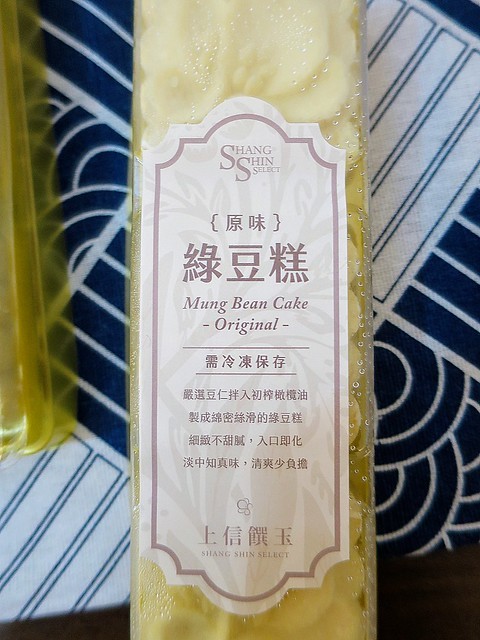 SHANG
SHIN
SELECT
{原味}
綠豆糕
Mung Bean Cake
- Original -
需冷凍保存
嚴選豆仁拌入初榨橄欖油
製成綿密絲滑的綠豆糕
細緻不甜膩，入口即化
淡中知真味，清爽少負擔
上信饌玉
SHANG SHIN SELECT